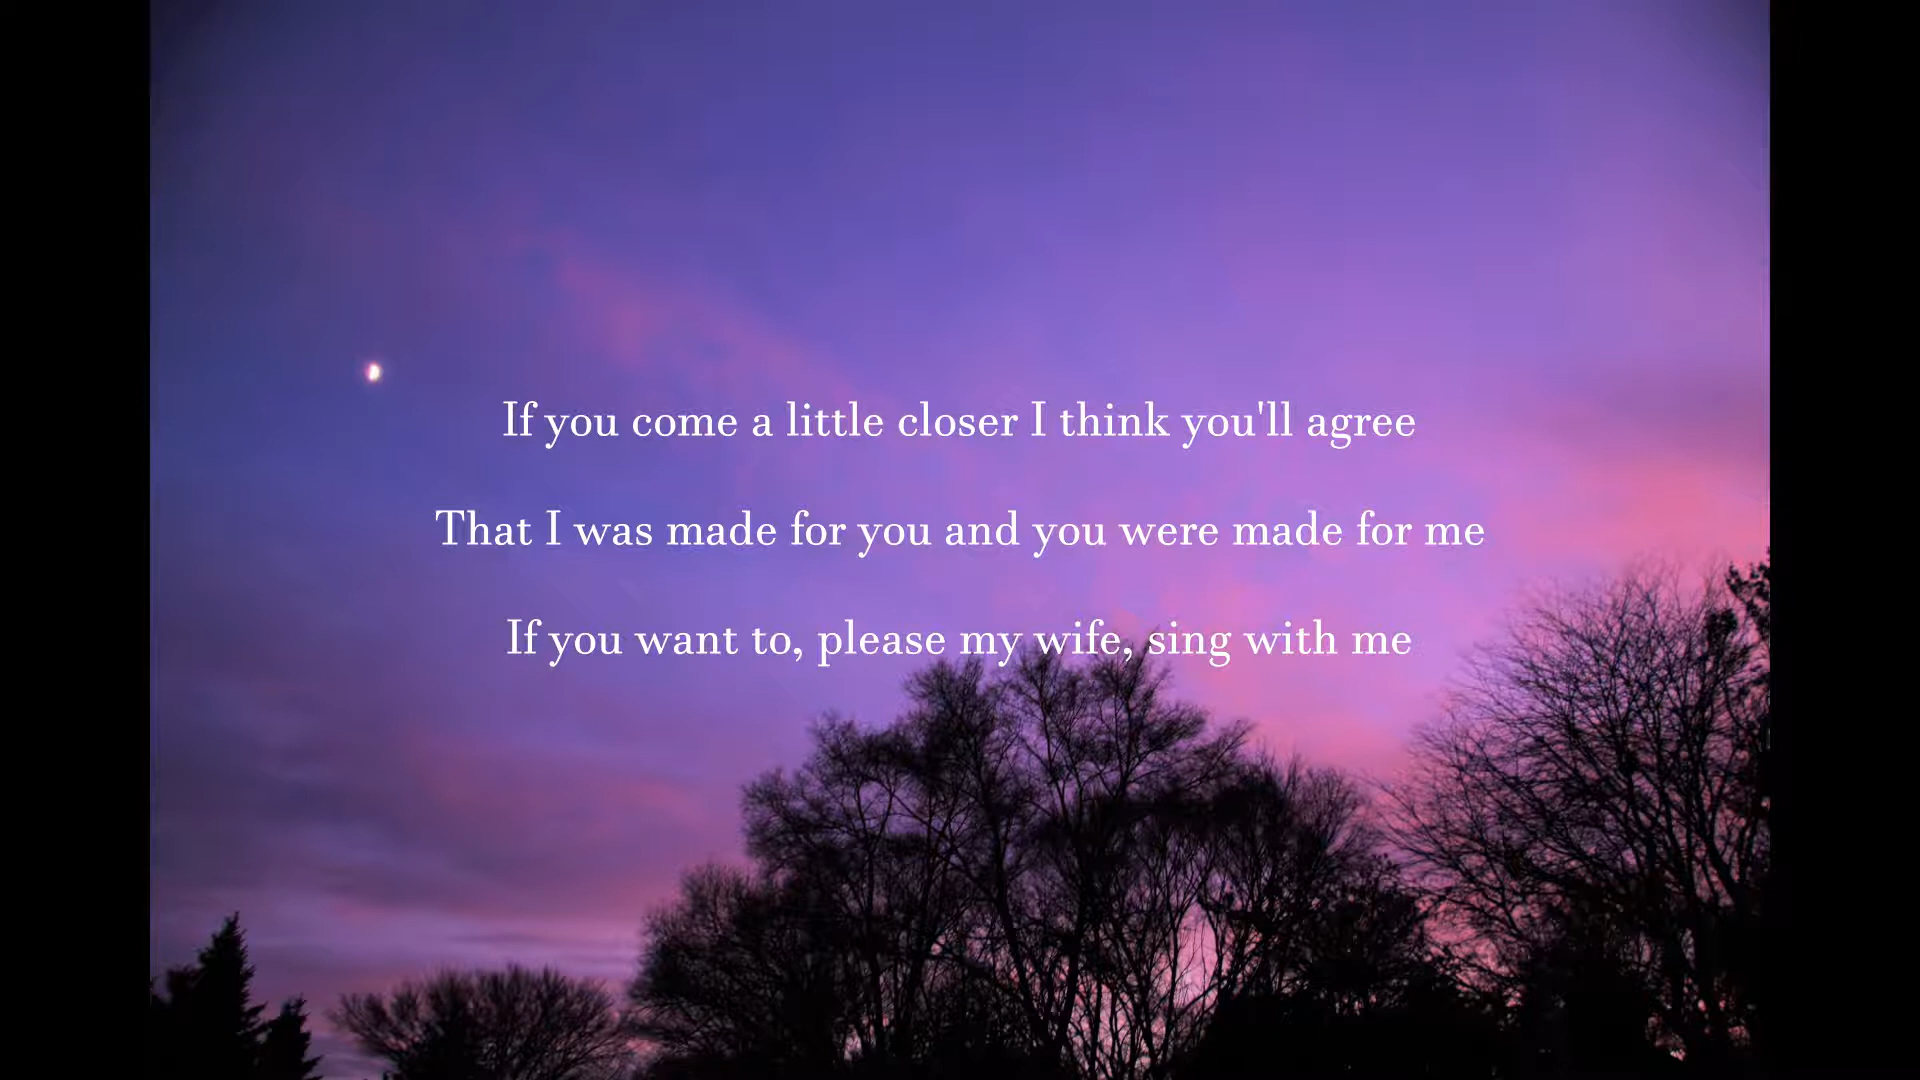 If you come a little closer I think you'll agree
That I was made for you and you were made for me
If you want to, please my wife, sing with me